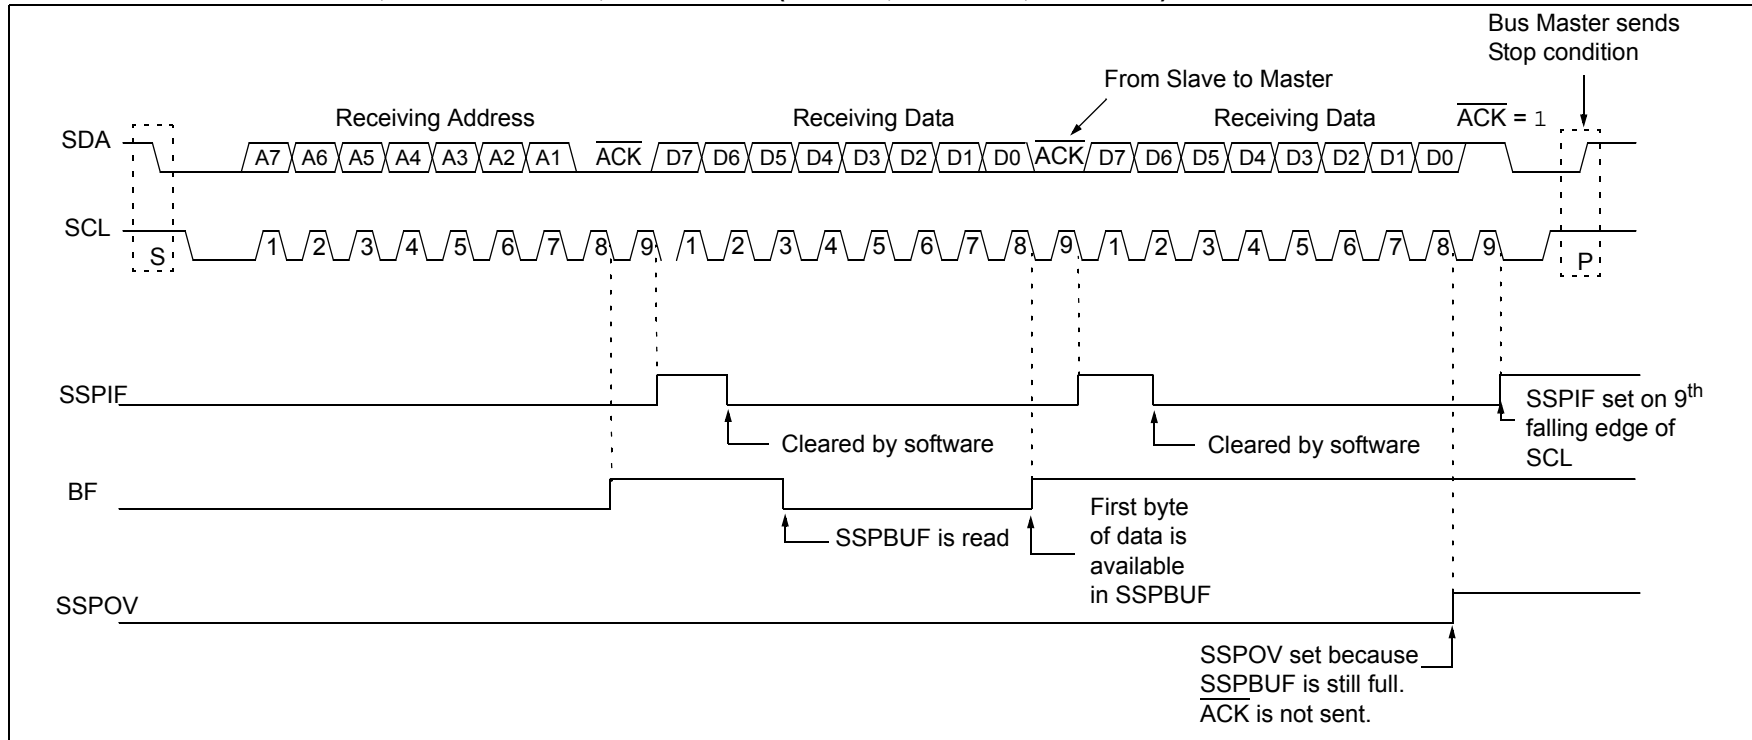 Bus Master sends
Stop condition
From Slave to Master
Receiving Address
Receiving Data
Receiving Data
ACK = 1
SDA
A7 A6 A5 A4 A3 A2 A1 ACK D7 D6 D5 D4 D3 D2 D1 D0 ACK D7 D6 D5 D4 D3 D2 D1 D0
SCL
S
1 2 3 4 5 6 7 8 9 1 2 3 4 5 6 7 8 9 1 2 3 4 5 6 7 8 9
P
SSPIF
Cleared by software
Cleared by software
SSPIF set on 9th
falling edge of
SCL
BF
SSPBUF is read
First byte
of data is
available
in SSPBUF
SSPOV
SSPOV set because
SSPBUF is still full.
ACK is not sent.